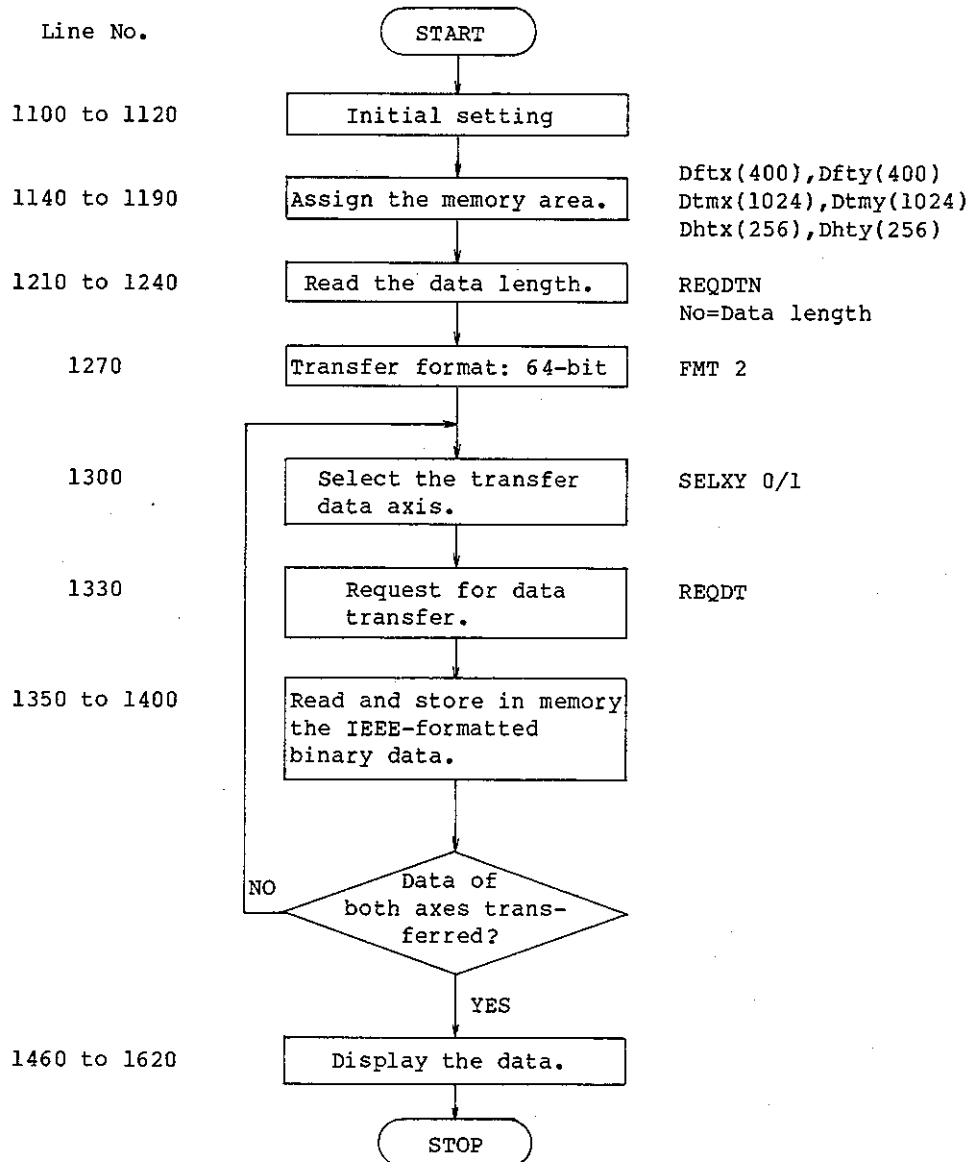 Line No.
START
1100 to 1120
Initial setting
1140 to 1190
Assign the memory area.
Dftx(400),Dfty(400)
Dtmx(1024),Dtmy(1024)
Dhtx(256),Dhty(256)
1210 to 1240
Read the data length.
REQDTN
No=Data length
1270
Transfer format: 64-bit
FMT 2
1300
Select the transfer
data axis.
SELXY 0/1
1330
Request for data
transfer.
REQDT
1350 to 1400
Read and store in memory
the IEEE-formatted
binary data.
NO
Data of
both axes trans-
ferred?
YES
1460 to 1620
Display the data.
STOP